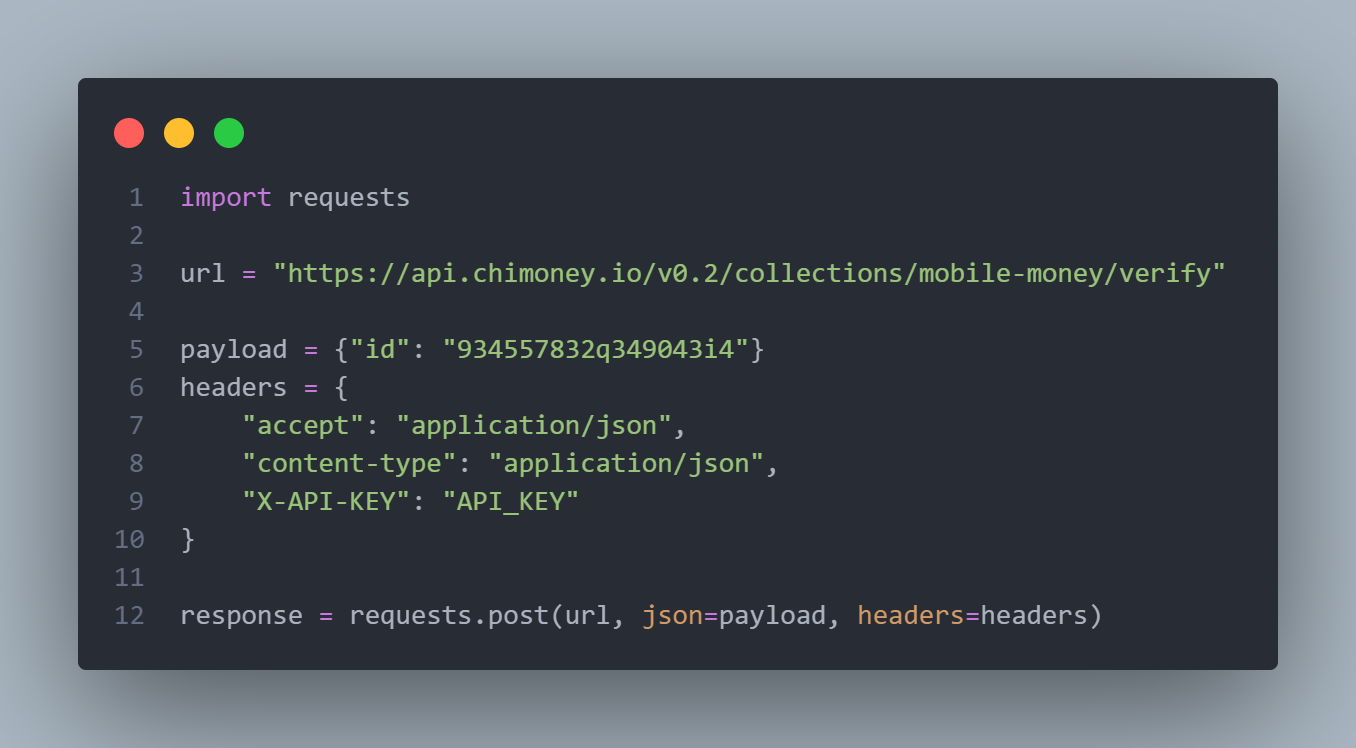 1 import requests
2
3 url = "https://api.chimoney.io/v0.2/collections/mobile-money/verify"
4
5 payload = {"id": "934557832q349043i4"}
6 headers = {
7     "accept": "application/json",
8     "content-type": "application/json",
9     "X-API-KEY": "API_KEY"
10 }
11
12 response = requests.post(url, json=payload, headers=headers)